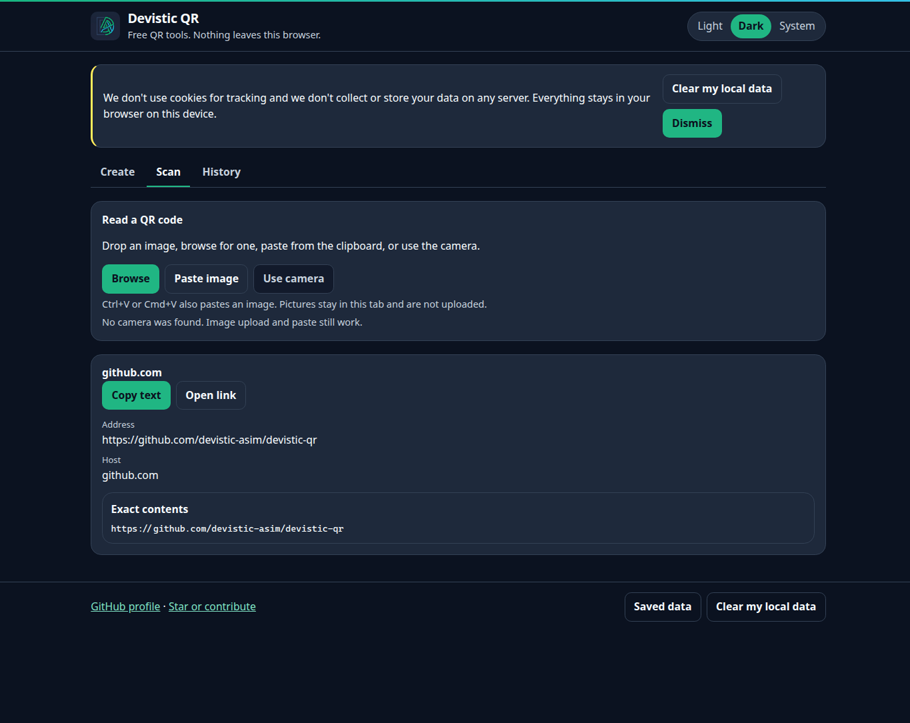 Devistic QR
Free QR tools. Nothing leaves this browser.
Light
Dark
System
We don't use cookies for tracking and we don't collect or store your data on any server. Everything stays in your
browser on this device.
Clear my local data
Dismiss
Create
Scan
History
Read a QR code
Drop an image, browse for one, paste from the clipboard, or use the camera.
Browse
Paste image
Use camera
Ctrl+V or Cmd+V also pastes an image. Pictures stay in this tab and are not uploaded.
No camera was found. Image upload and paste still work.
github.com
Copy text
Open link
Address
https://github.com/devistic-asim/devistic-qr
Host
github.com
Exact contents
https://github.com/devistic-asim/devistic-qr
GitHub profile · Star or contribute
Saved data
Clear my local data